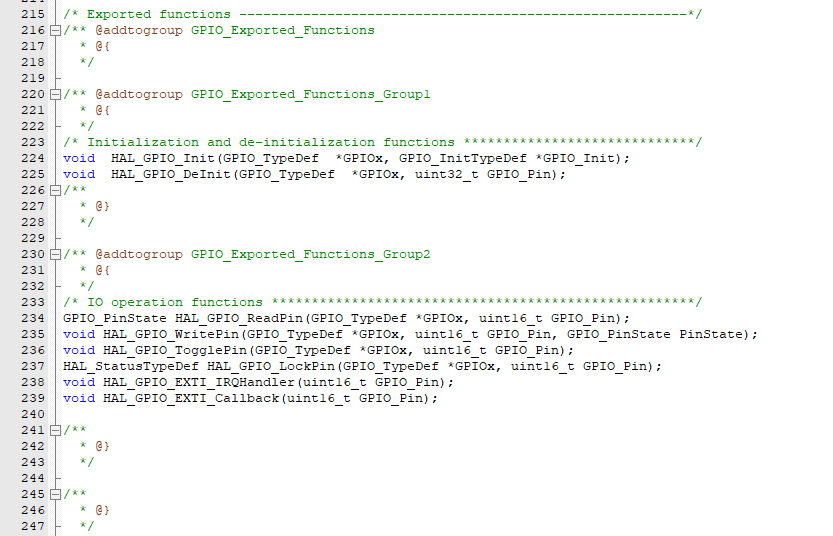 215 /* Exported functions --------------------------------------------------------*/
216 /** @addtogroup GPIO_Exported_Functions
217 * @{
218 */
219
220 /** @addtogroup GPIO_Exported_Functions_Group1
221 * @{
222 */
223 /* Initialization and de-initialization functions *****************************/
224 void  HAL_GPIO_Init(GPIO_TypeDef  *GPIOx, GPIO_InitTypeDef *GPIO_Init);
225 void  HAL_GPIO_DeInit(GPIO_TypeDef  *GPIOx, uint32_t GPIO_Pin);
226 /**
227 * @}
228 */
229
230 /** @addtogroup GPIO_Exported_Functions_Group2
231 * @{
232 */
233 /* IO operation functions *****************************************************/
234 GPIO_PinState HAL_GPIO_ReadPin(GPIO_TypeDef *GPIOx, uint16_t GPIO_Pin);
235 void HAL_GPIO_WritePin(GPIO_TypeDef *GPIOx, uint16_t GPIO_Pin, GPIO_PinState PinState);
236 void HAL_GPIO_TogglePin(GPIO_TypeDef *GPIOx, uint16_t GPIO_Pin);
237 HAL_StatusTypeDef HAL_GPIO_LockPin(GPIO_TypeDef *GPIOx, uint16_t GPIO_Pin);
238 void HAL_GPIO_EXTI_IRQHandler(uint16_t GPIO_Pin);
239 void HAL_GPIO_EXTI_Callback(uint16_t GPIO_Pin);
240
241 /**
242 * @}
243 */
244
245 /**
246 * @}
247 */